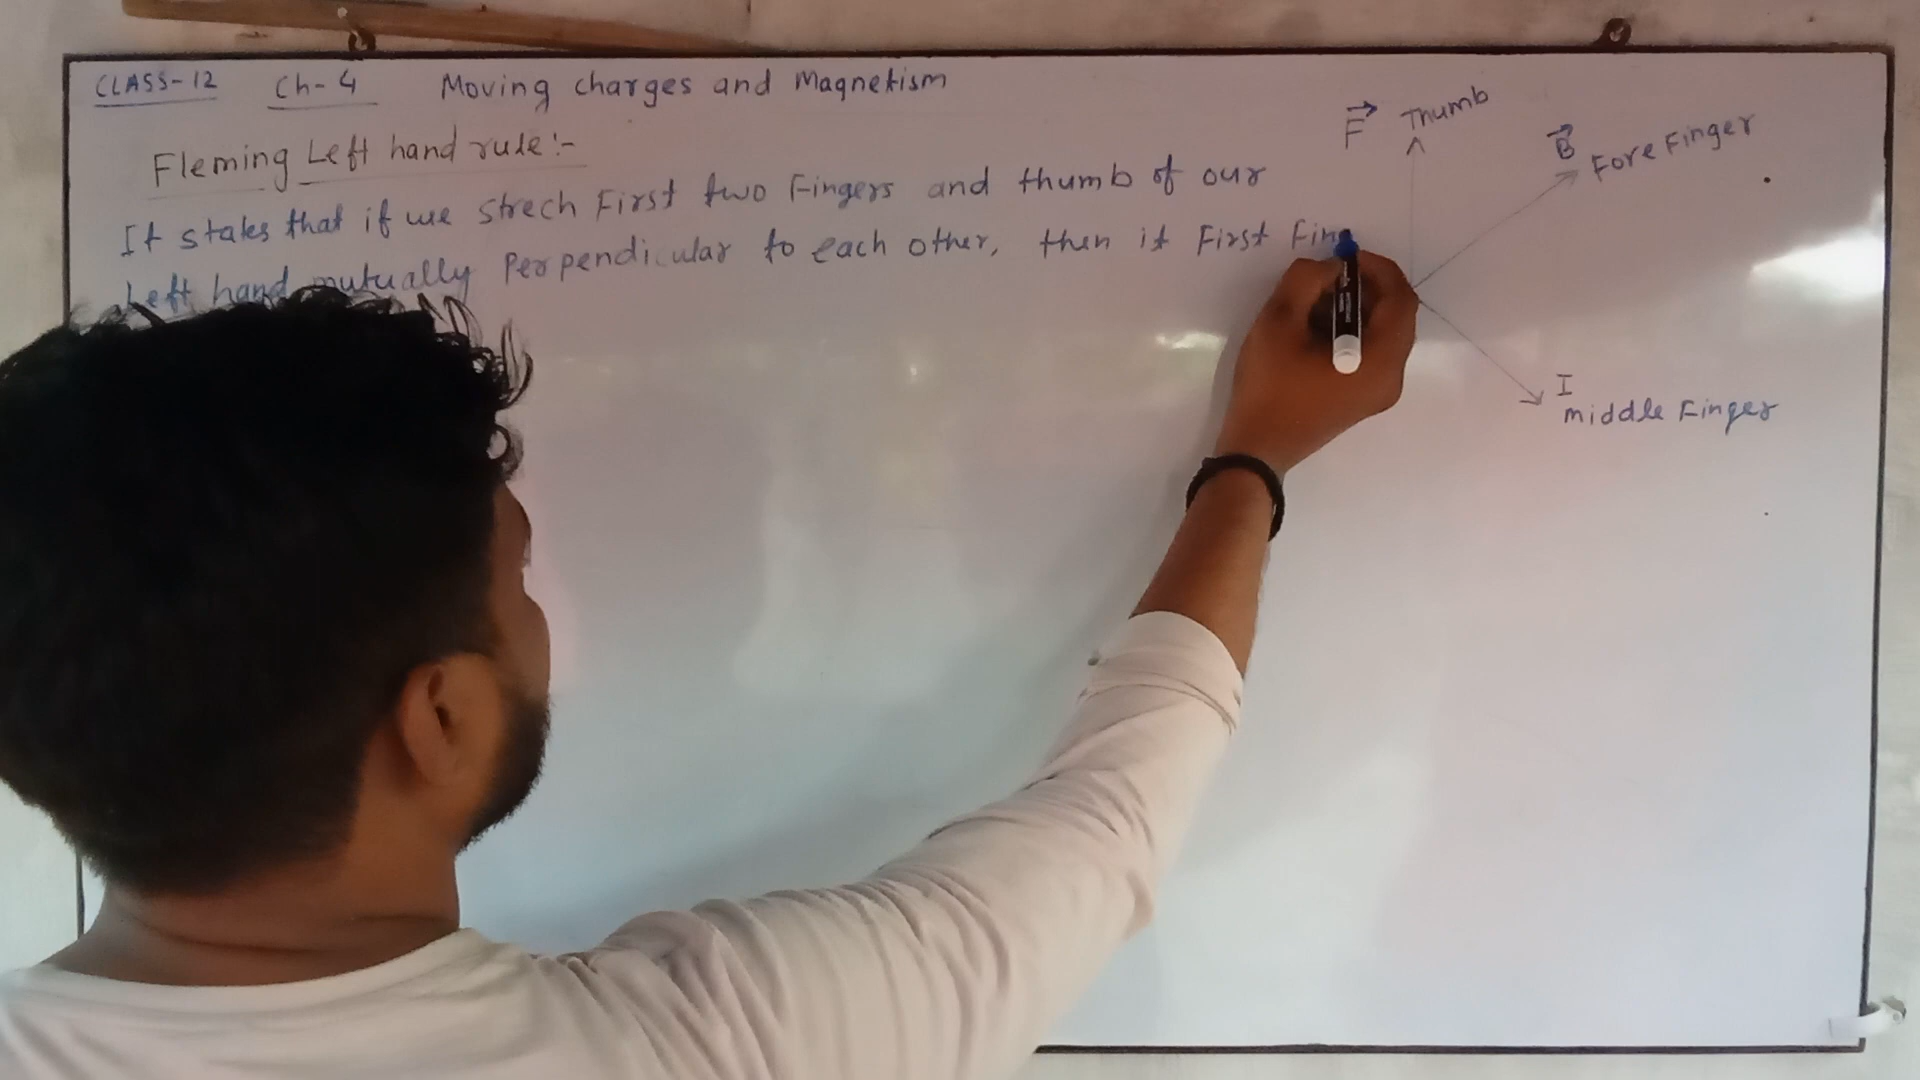 CLASS-12 Ch-4 Moving charges and Magnetism
Fleming Left hand rule:-
It states that if we strech First two Fingers and thumb of our
Left hand mutually Perpendicular to each other, then if First Fing
F Thumb
B Fore Finger
I
middle Finger